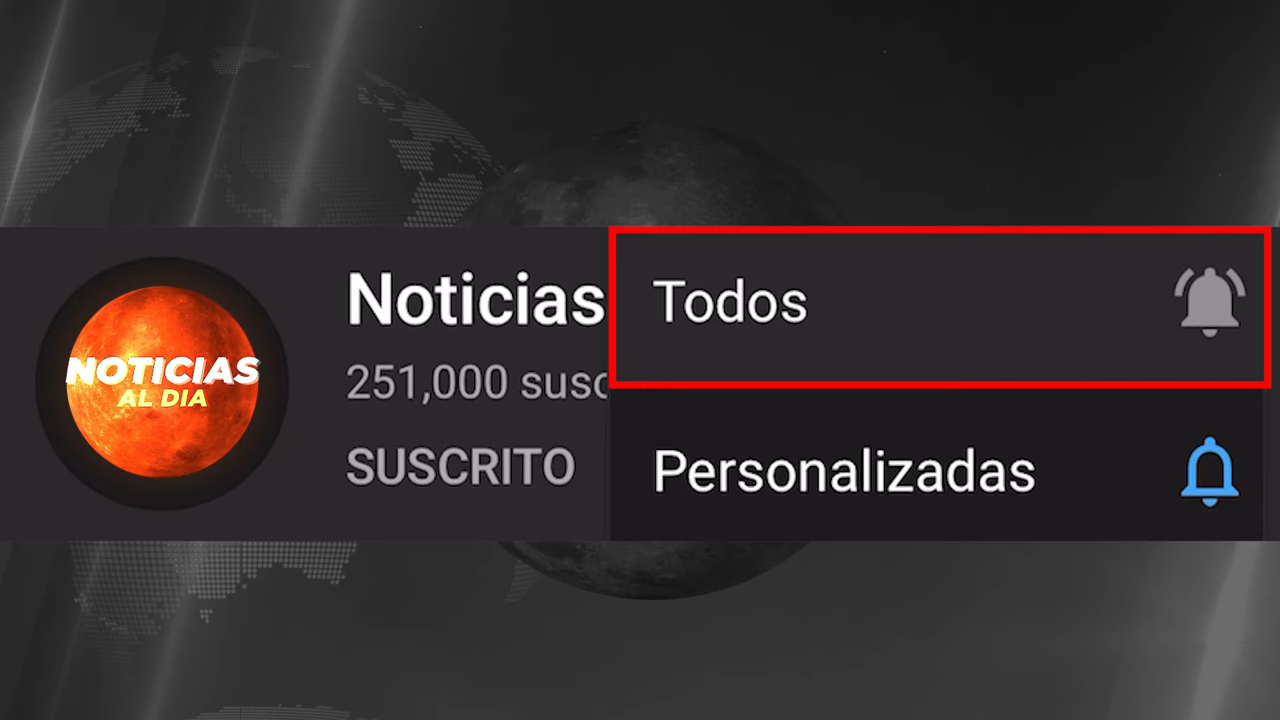 NOTICIAS
AL DIA
Noticias
251,000 susc
SUSCRITO
Todos
Personalizadas